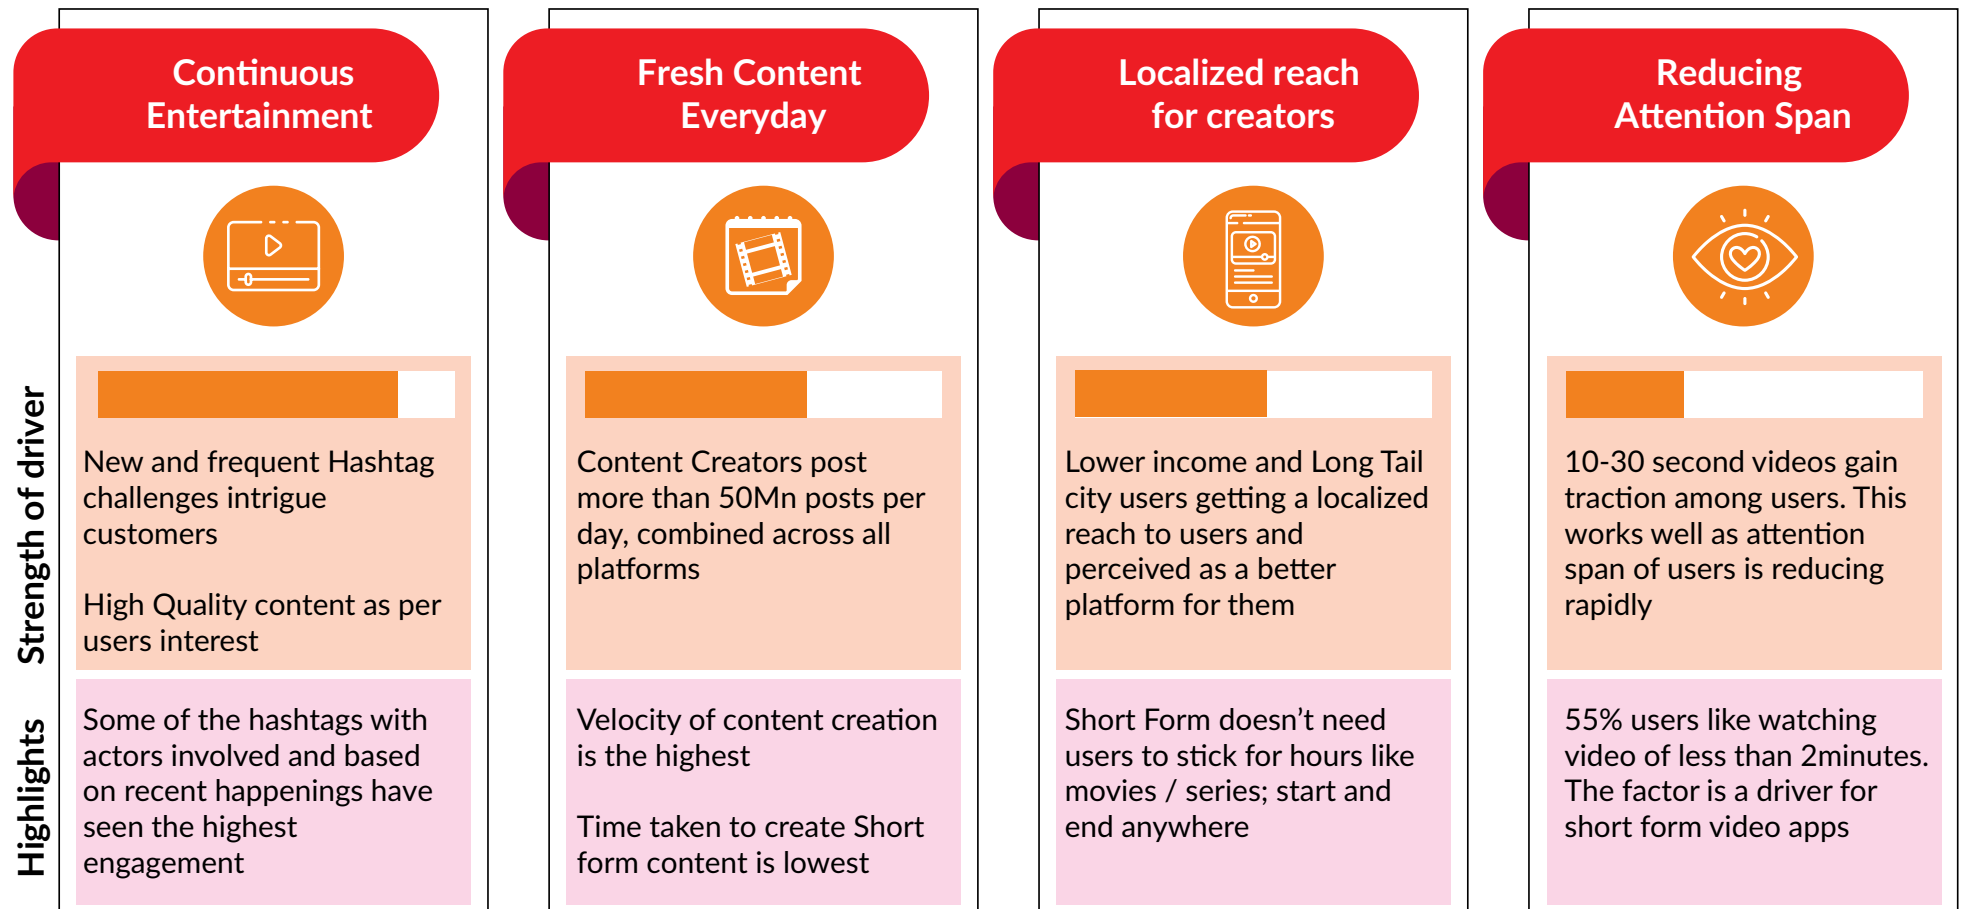 Continuous
Entertainment
Fresh Content
Everyday
Localized reach
for creators
Reducing
Attention Span
Strength of driver
New and frequent Hashtag
challenges intrigue
customers
High Quality content as per
users interest
Content Creators post
more than 50Mn posts per
day, combined across all
platforms
Lower income and Long Tail
city users getting a localized
reach to users and
perceived as a better
platform for them
10-30 second videos gain
traction among users. This
works well as attention
span of users is reducing
rapidly
Highlights
Some of the hashtags with
actors involved and based
on recent happenings have
seen the highest
engagement
Velocity of content creation
is the highest
Time taken to create Short
form content is lowest
Short Form doesn’t need
users to stick for hours like
movies / series; start and
end anywhere
55% users like watching
video of less than 2minutes.
The factor is a driver for
short form video apps